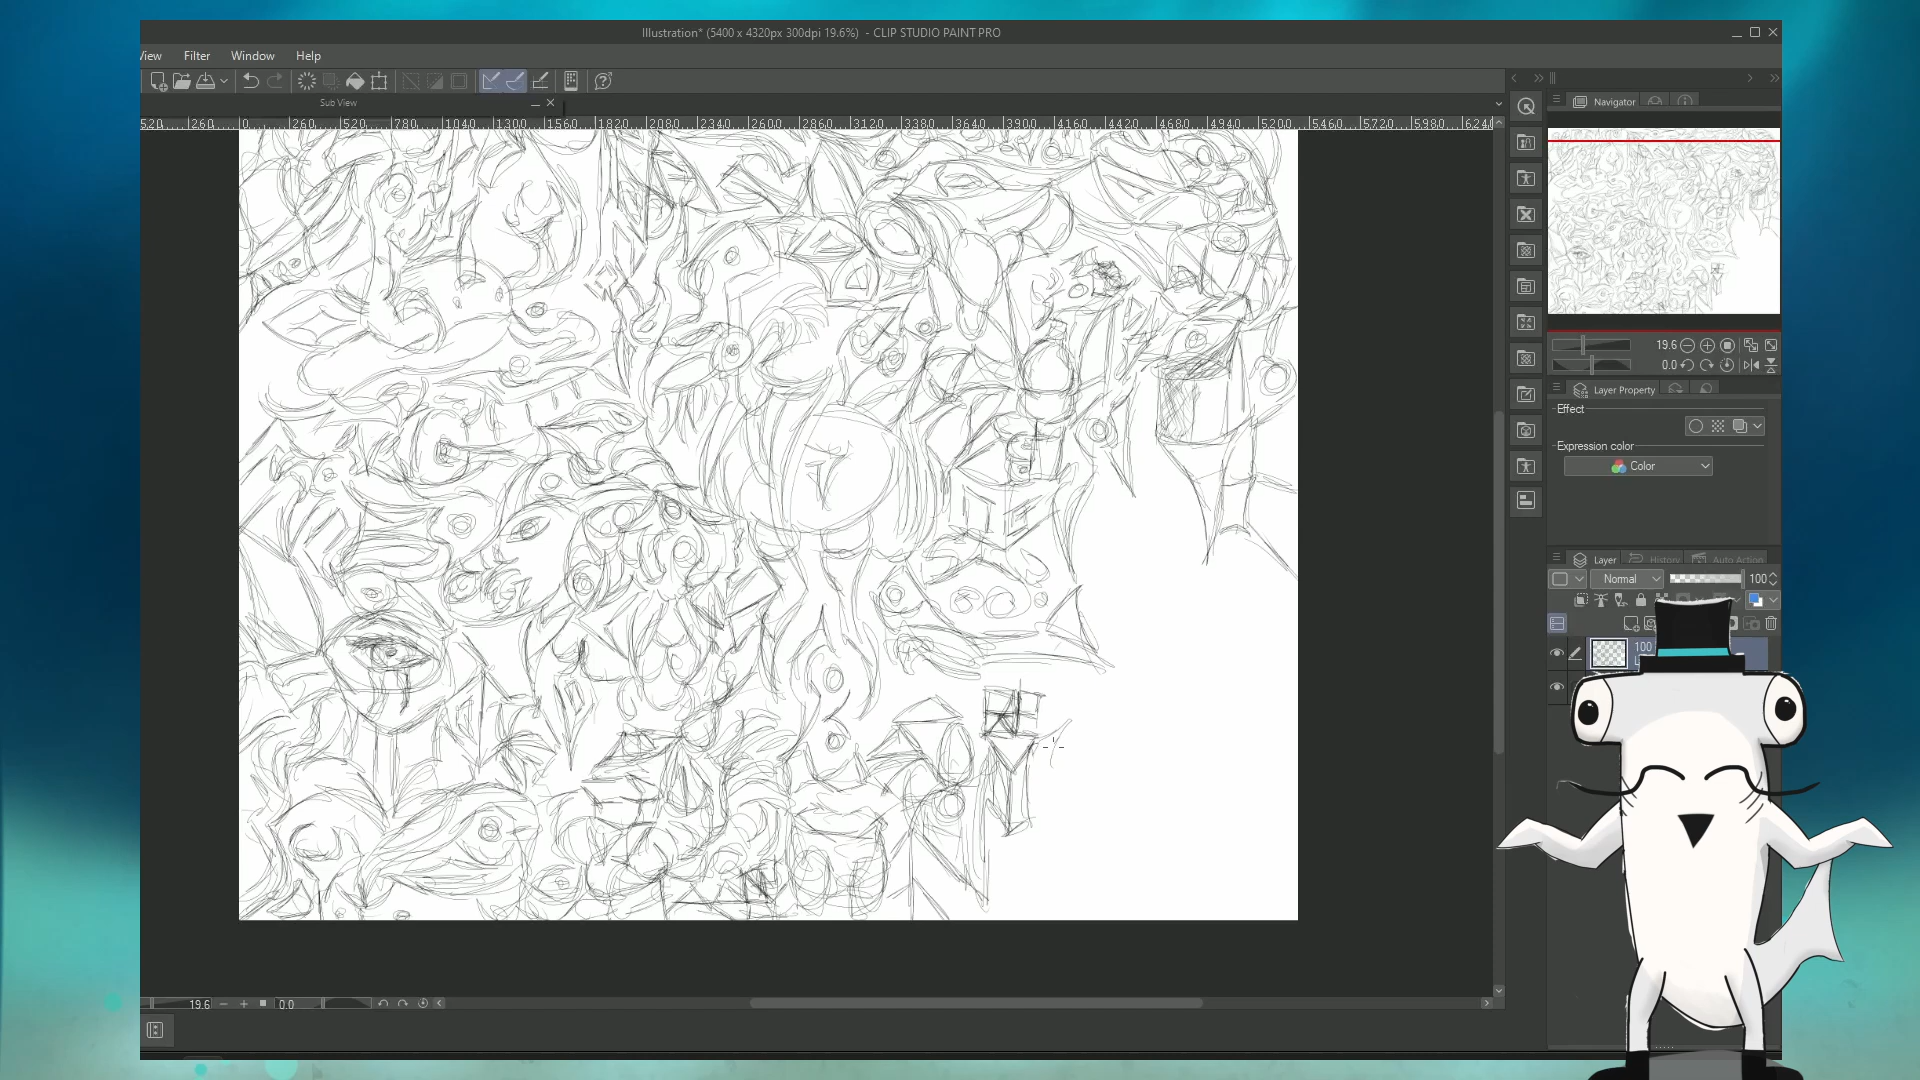 Illustration* (5400 x 4320px 300dpi 19.6%) - CLIP STUDIO PAINT PRO
View Filter Window Help
Sub View
520 260 0 260 520 780 1040 1300 1560 1820 2080 2340 2600 2860 3120 3380 3640 3900 4160 4420 4680 4940 5200 5460 5720 5980 6240
Navigator
19.6
0.0
Layer Property
Effect
Expression color
Color
Layer History Auto Action
Normal 100
100
19.6 0.0